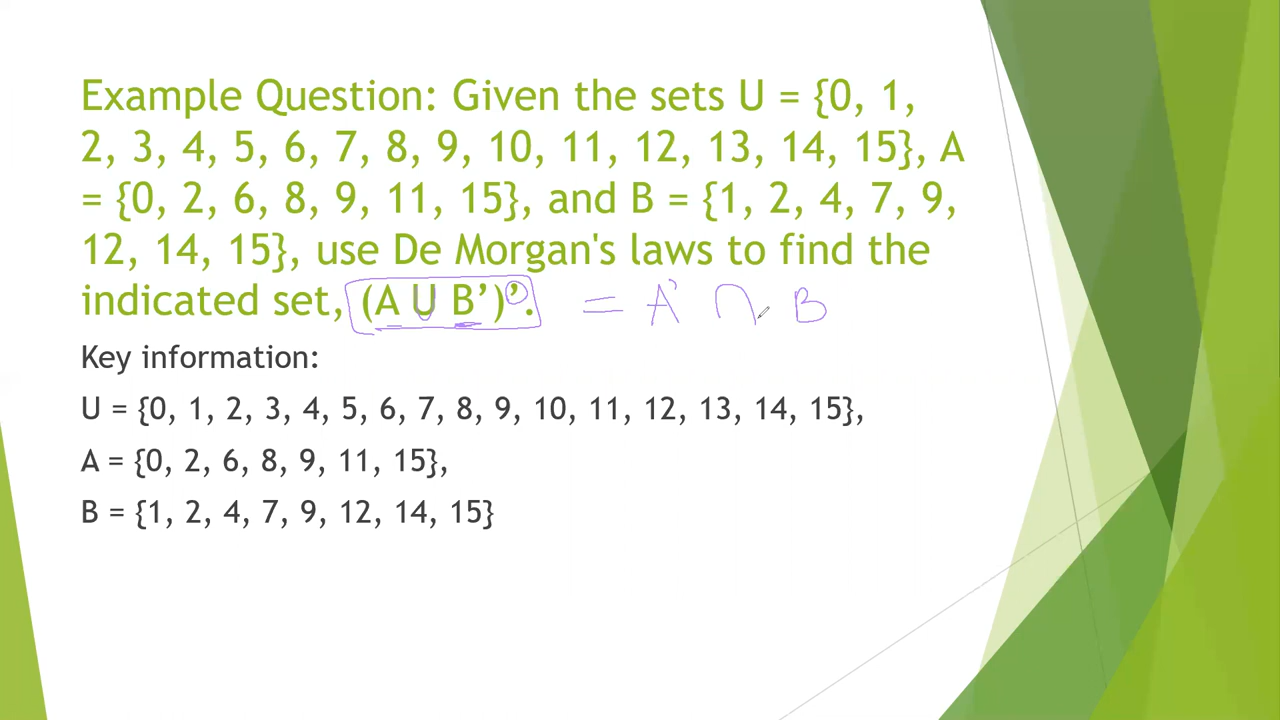 Example Question: Given the sets U = {0, 1,
2, 3, 4, 5, 6, 7, 8, 9, 10, 11, 12, 13, 14, 15}, A
= {0, 2, 6, 8, 9, 11, 15}, and B = {1, 2, 4, 7, 9,
12, 14, 15}, use De Morgan's laws to find the
indicated set, (A U B’)’. = A' ∩ B
Key information:
U = {0, 1, 2, 3, 4, 5, 6, 7, 8, 9, 10, 11, 12, 13, 14, 15},
A = {0, 2, 6, 8, 9, 11, 15},
B = {1, 2, 4, 7, 9, 12, 14, 15}